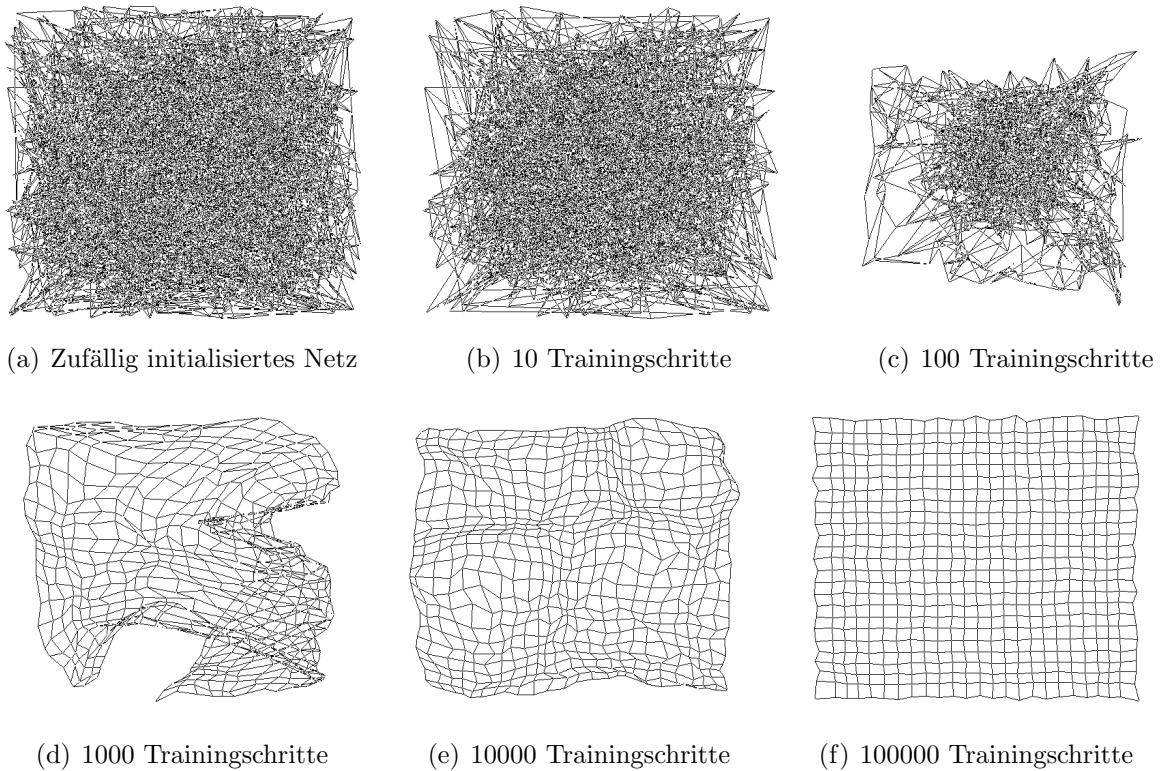 (a) Zufällig initialisiertes Netz
(b) 10 Trainingschritte
(c) 100 Trainingschritte
(d) 1000 Trainingschritte
(e) 10000 Trainingschritte
(f) 100000 Trainingschritte